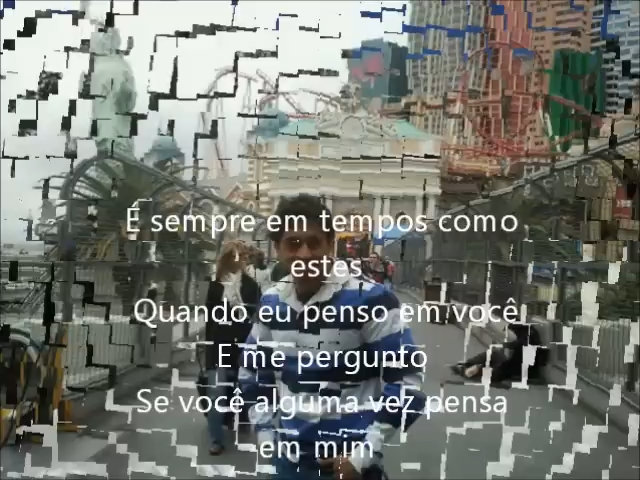 É sempre em tempos como
estes
Quando eu penso em você
E me pergunto
Se você alguma vez pensa
em mim